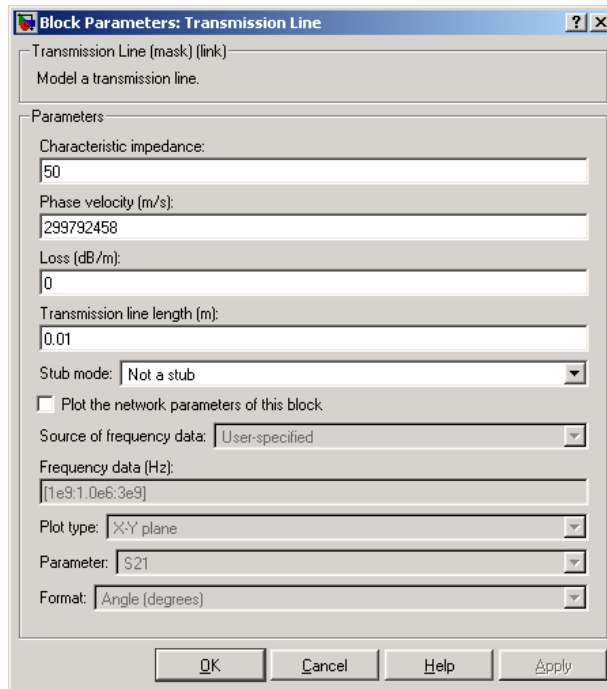 Block Parameters: Transmission Line
Transmission Line (mask) (link)
Model a transmission line.
Parameters
Characteristic impedance:
50
Phase velocity (m/s):
299792458
Loss (dB/m):
0
Transmission line length (m):
0.01
Stub mode: Not a stub
Plot the network parameters of this block
Source of frequency data: User-specified
Frequency data (Hz):
[1e9:1.0e6:3e9]
Plot type: X-Y plane
Parameter: S21
Format: Angle (degrees)
OK Cancel Help Apply